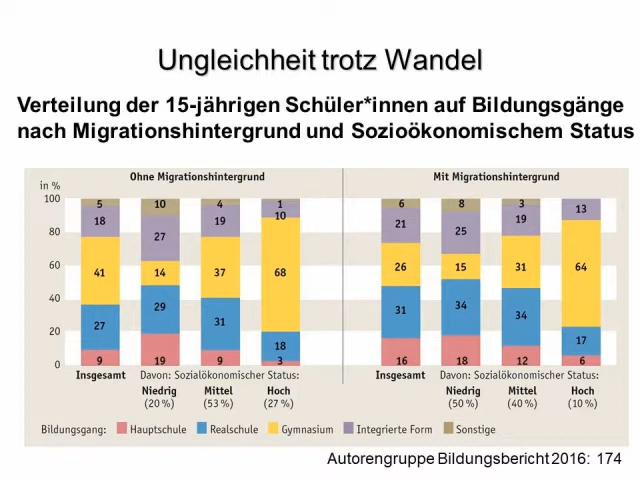 Ungleichheit trotz Wandel
Verteilung der 15-jährigen Schüler*innen auf Bildungsgänge
nach Migrationshintergrund und Sozioökonomischem Status
Ohne Migrationshintergrund
Mit Migrationshintergrund
in %
100
80
60
40
20
0
5 10 4 1
18 27 19 10
41 14 37 68
27 29 31 18
9 19 9 3
6 8 3
21 25 19 13
26 15 31 64
31 34 34 17
16 18 12 6
Insgesamt Davon: Sozialökonomischer Status:
Niedrig Mittel Hoch
(20 %) (53 %) (27 %)
Insgesamt Davon: Sozialökonomischer Status:
Niedrig Mittel Hoch
(50 %) (40 %) (10 %)
Bildungsgang: Hauptschule Realschule Gymnasium Integrierte Form Sonstige
Autorengruppe Bildungsbericht 2016: 174